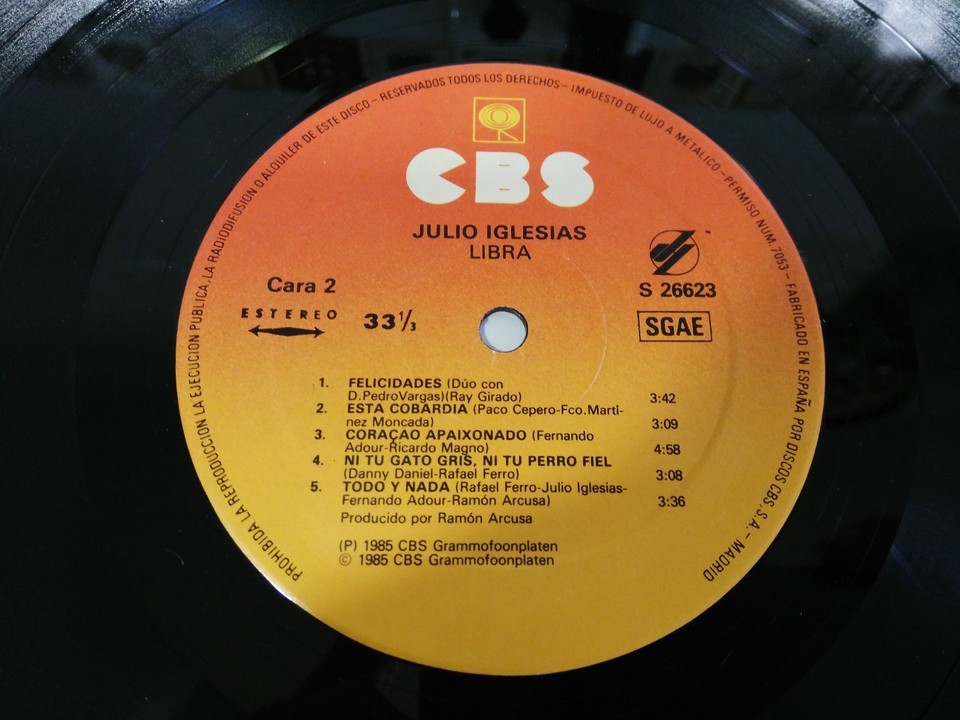 PROHIBIDA LA REPRODUCCION LA EJECUCION PUBLICA, LA RADIODIFUSION O ALQUILER DE ESTE DISCO – RESERVADOS TODOS LOS DERECHOS – IMPUESTO DE LUJO A METALICO – PERMISO NUM. 7053 – FABRICADO EN ESPAÑA POR DISCOS CBS, S.A. – MADRID
CBS
JULIO IGLESIAS
LIBRA
Cara 2
ESTEREO
33 1/3
S 26623
SGAE
1. FELICIDADES (Dúo con
D.PedroVargas)(Ray Girado) 3:42
2. ESTA COBARDIA (Paco Cepero-Fco.Marti-
nez Moncada) 3:09
3. CORAÇAO APAIXONADO (Fernando
Adour-Ricardo Magno) 4:58
4. NI TU GATO GRIS, NI TU PERRO FIEL
(Danny Daniel-Rafael Ferro) 3:08
5. TODO Y NADA (Rafael Ferro-Julio Iglesias-
Fernando Adour-Ramón Arcusa) 3:36
Producido por Ramón Arcusa
(P) 1985 CBS Grammofoonplaten
© 1985 CBS Grammofoonplaten